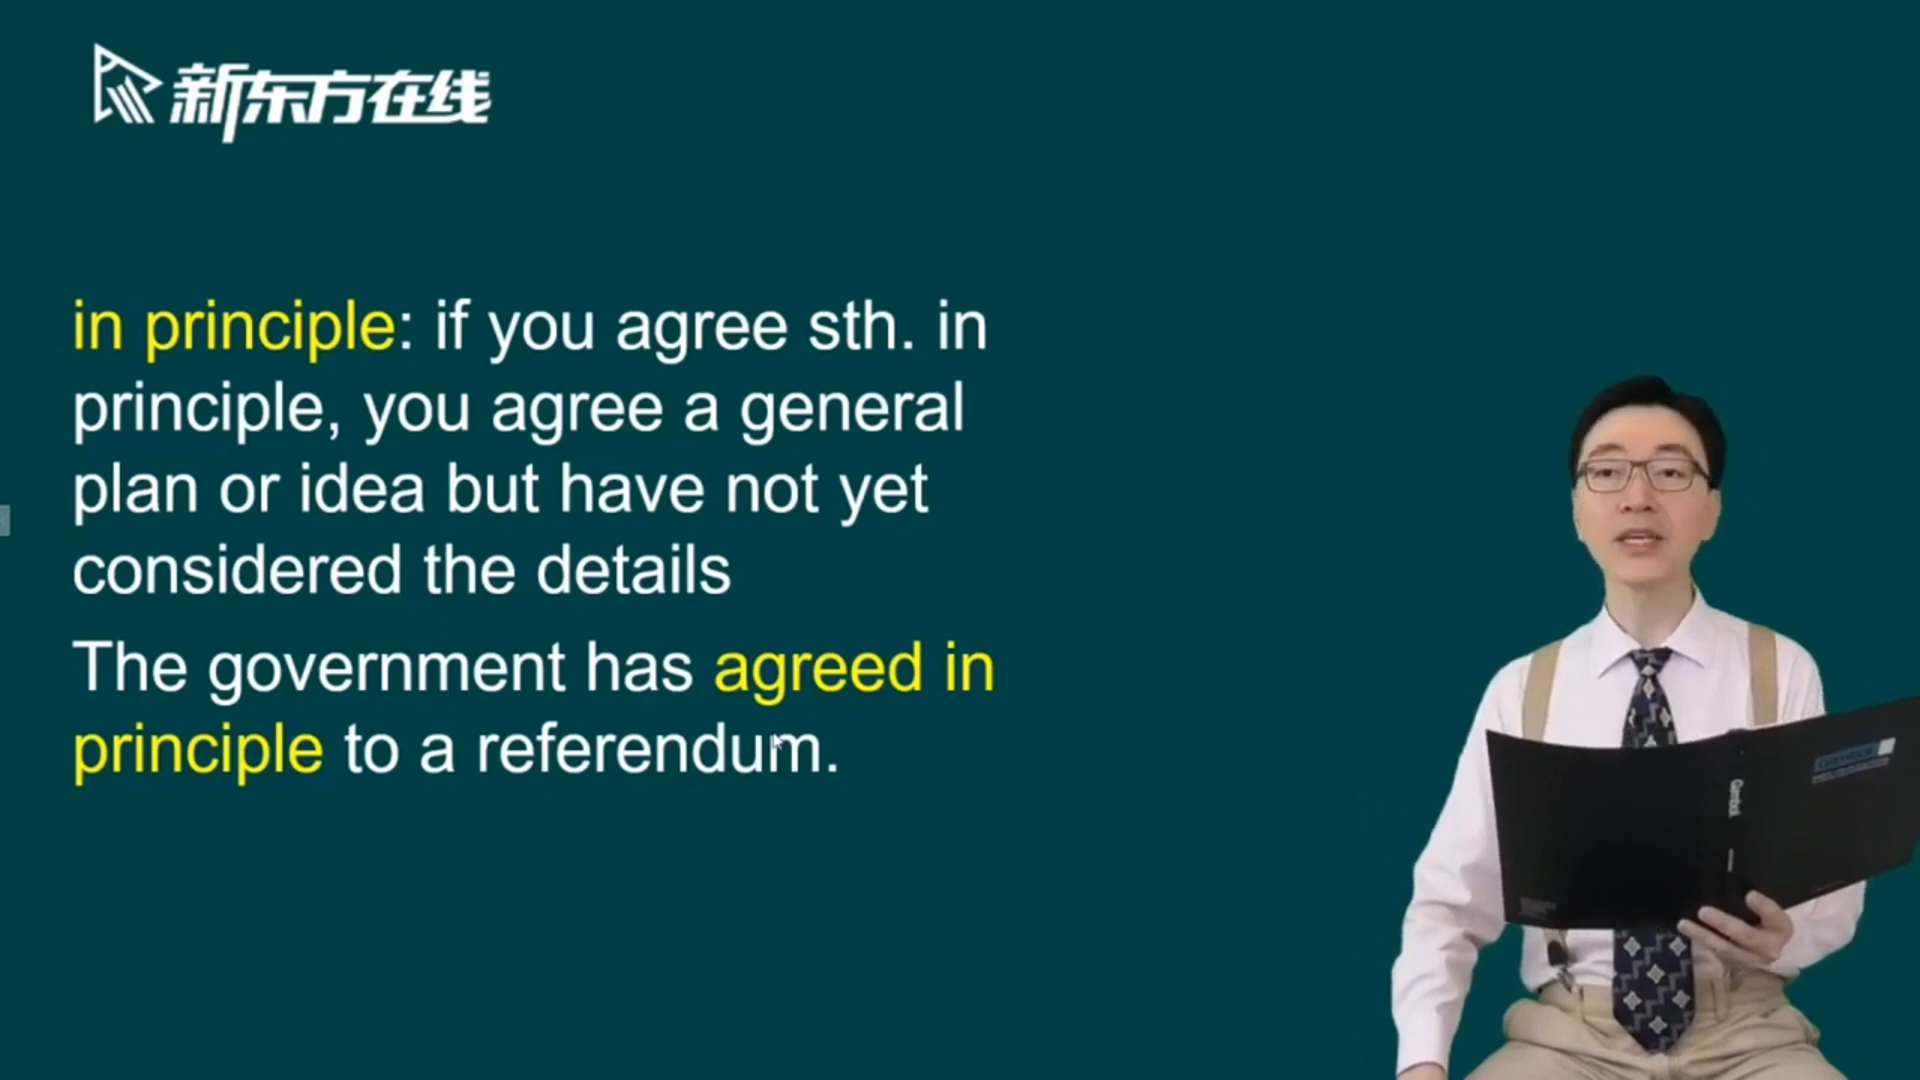 新东方在线
in principle: if you agree sth. in
principle, you agree a general
plan or idea but have not yet
considered the details
The government has agreed in
principle to a referendum.